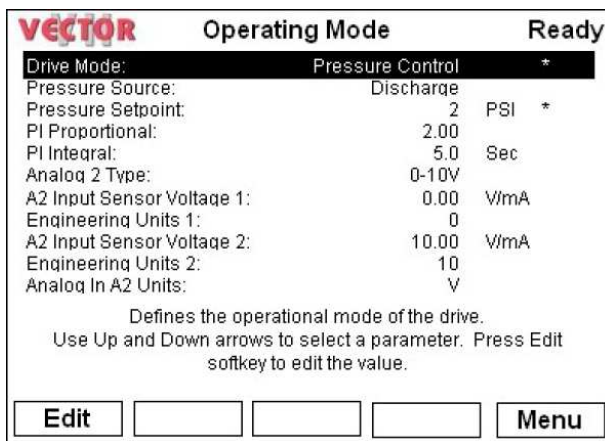 VECTOR Operating Mode Ready
Drive Mode: Pressure Control *
Pressure Source: Discharge
Pressure Setpoint: 2 PSI *
PI Proportional: 2.00
PI Integral: 5.0 Sec
Analog 2 Type: 0-10V
A2 Input Sensor Voltage 1: 0.00 V/mA
Engineering Units 1: 0
A2 Input Sensor Voltage 2: 10.00 V/mA
Engineering Units 2: 10
Analog In A2 Units: V
Defines the operational mode of the drive.
Use Up and Down arrows to select a parameter. Press Edit
softkey to edit the value.
Edit Menu